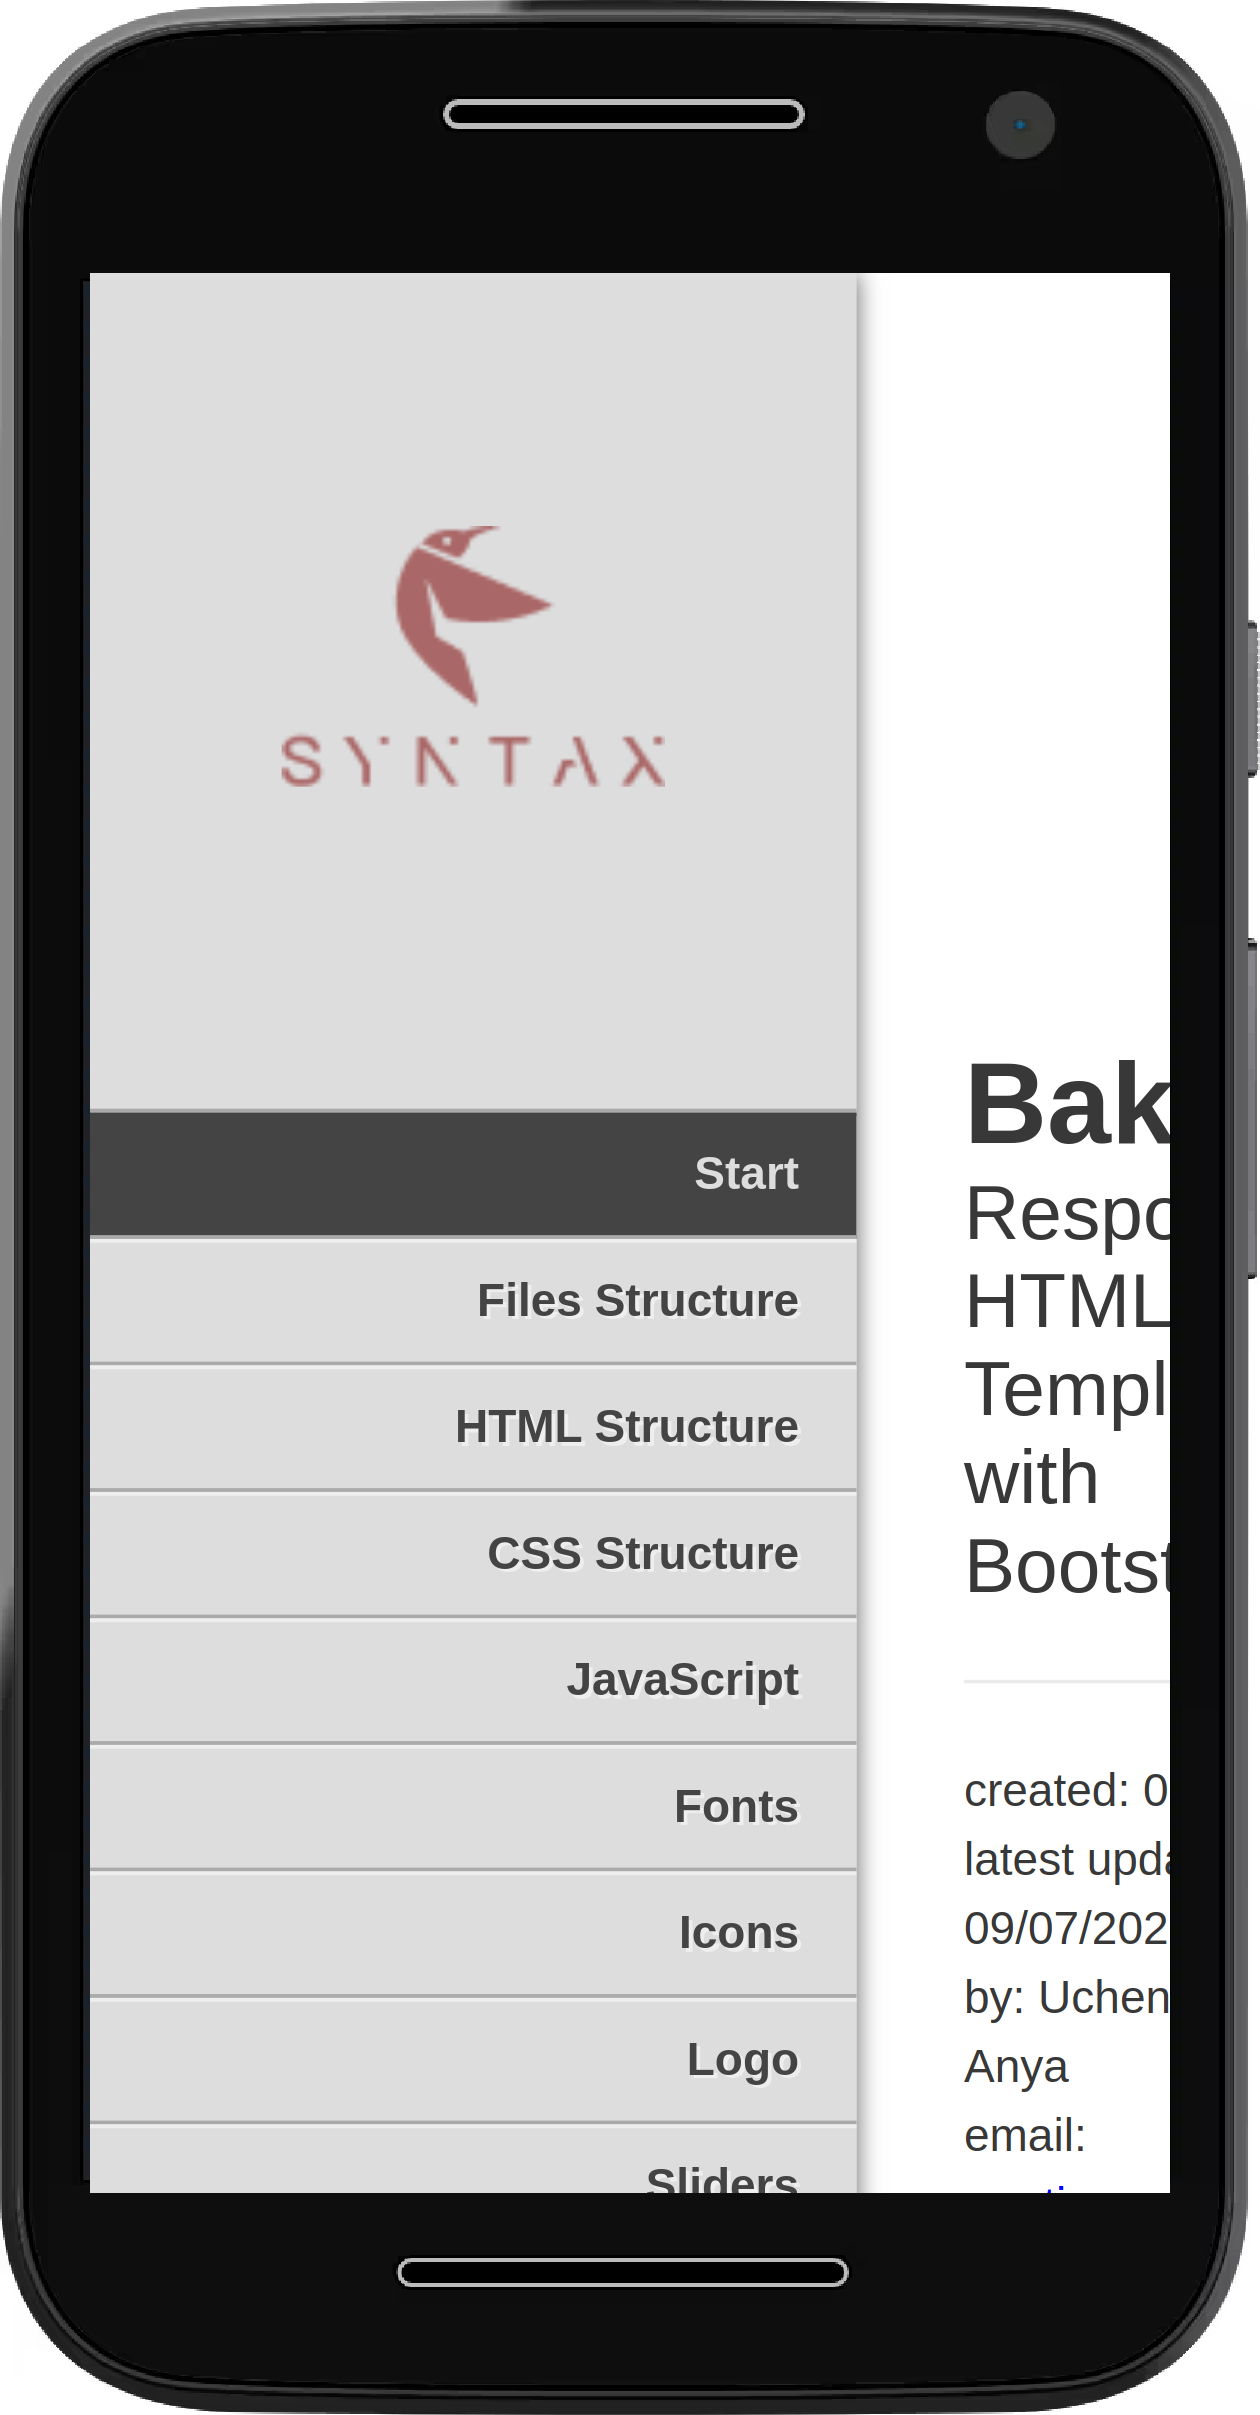 SYNTAX
Start
Files Structure
HTML Structure
CSS Structure
JavaScript
Fonts
Icons
Logo
Sliders
Bak
Respo
HTML
Templ
with
Bootst
created: 0
latest upda
09/07/202
by: Uchen
Anya
email: